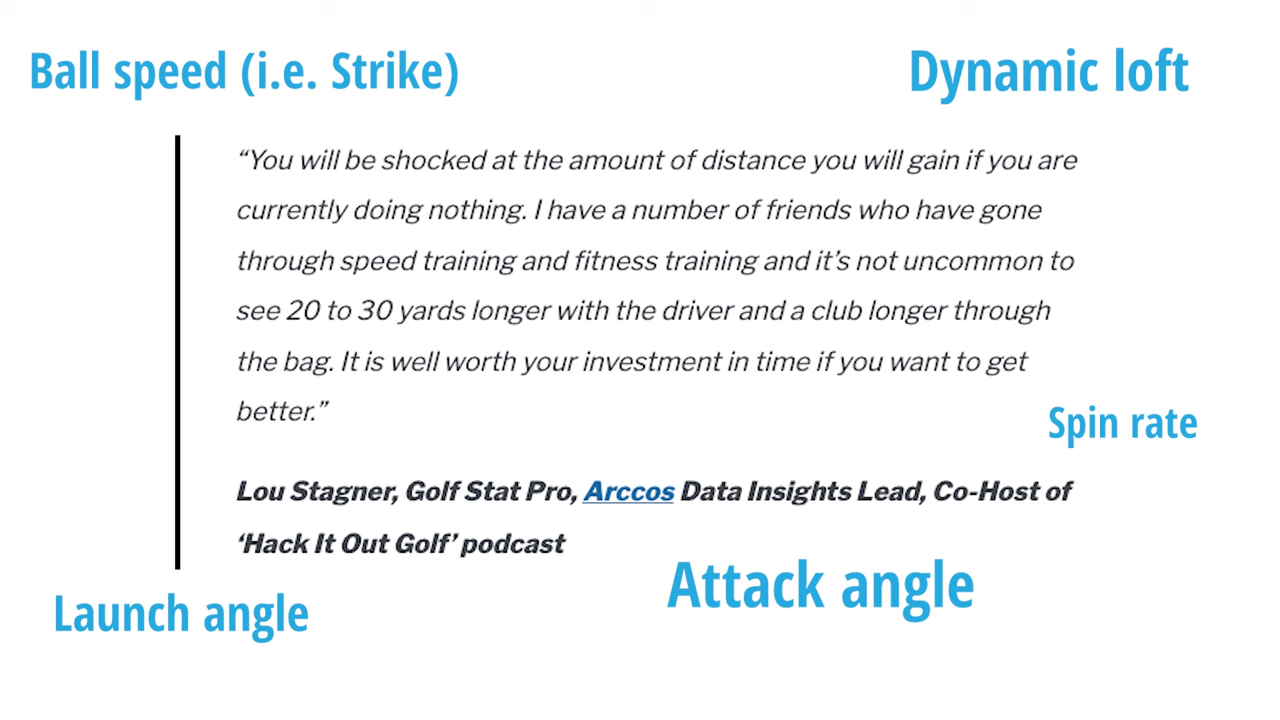 Ball speed (i.e. Strike)
Dynamic loft
“You will be shocked at the amount of distance you will gain if you are
currently doing nothing. I have a number of friends who have gone
through speed training and fitness training and it’s not uncommon to
see 20 to 30 yards longer with the driver and a club longer through
the bag. It is well worth your investment in time if you want to get
better.”
Spin rate
Lou Stagner, Golf Stat Pro, Arccos Data Insights Lead, Co-Host of
‘Hack It Out Golf’ podcast
Attack angle
Launch angle